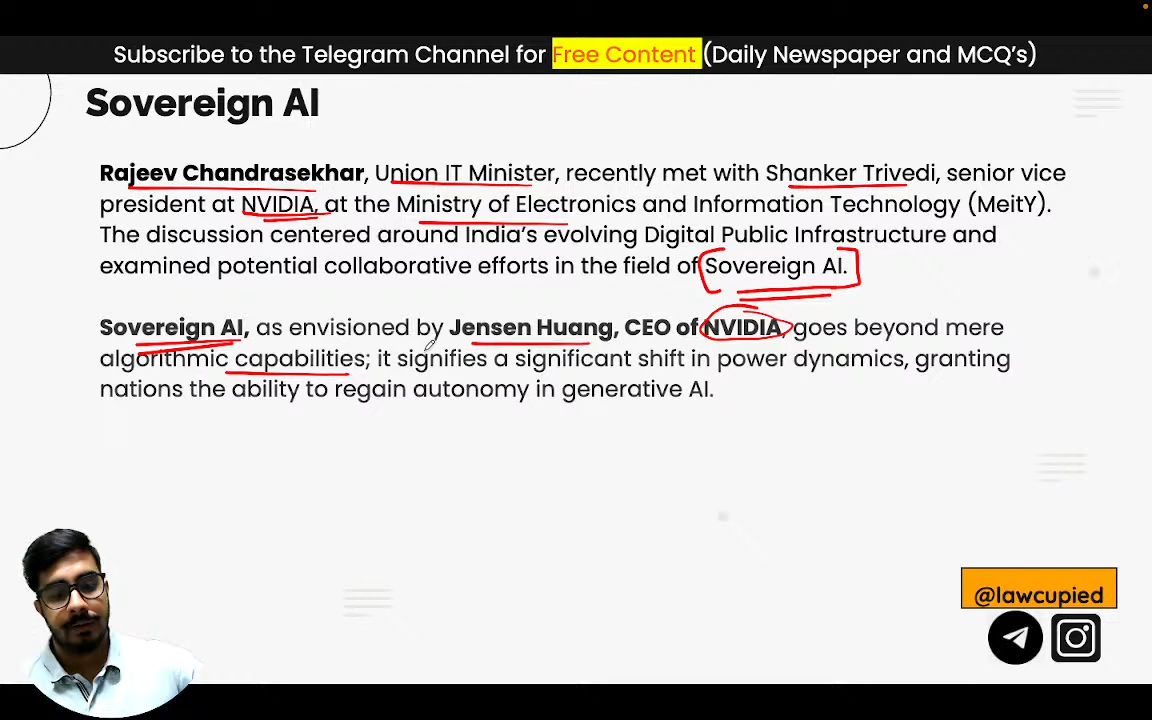 Subscribe to the Telegram Channel for Free Content (Daily Newspaper and MCQ's)
Sovereign AI
Rajeev Chandrasekhar, Union IT Minister, recently met with Shanker Trivedi, senior vice
president at NVIDIA, at the Ministry of Electronics and Information Technology (MeitY).
The discussion centered around India's evolving Digital Public Infrastructure and
examined potential collaborative efforts in the field of Sovereign AI.
Sovereign AI, as envisioned by Jensen Huang, CEO of NVIDIA, goes beyond mere
algorithmic capabilities; it signifies a significant shift in power dynamics, granting
nations the ability to regain autonomy in generative AI.
@lawcupied